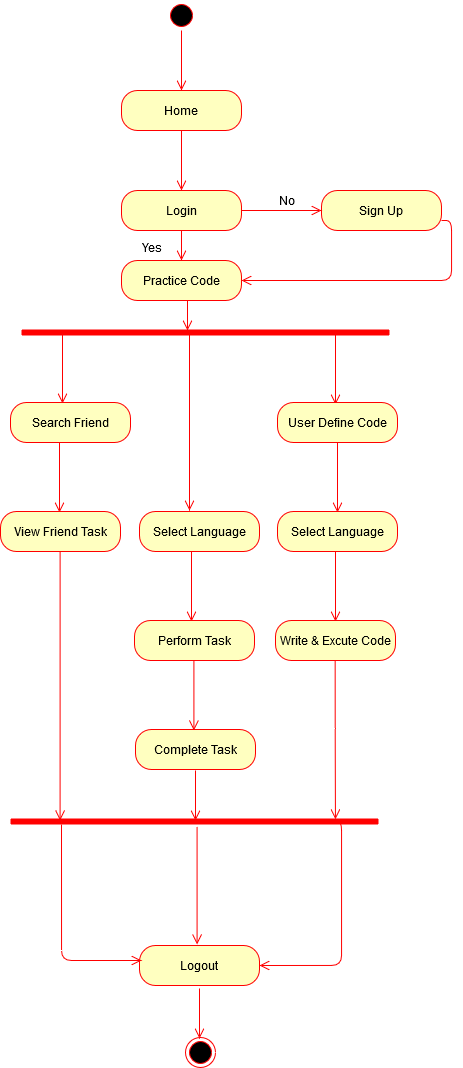 Home
Login
No
Sign Up
Yes
Practice Code
Search Friend
User Define Code
View Friend Task
Select Language
Select Language
Perform Task
Write & Excute Code
Complete Task
Logout